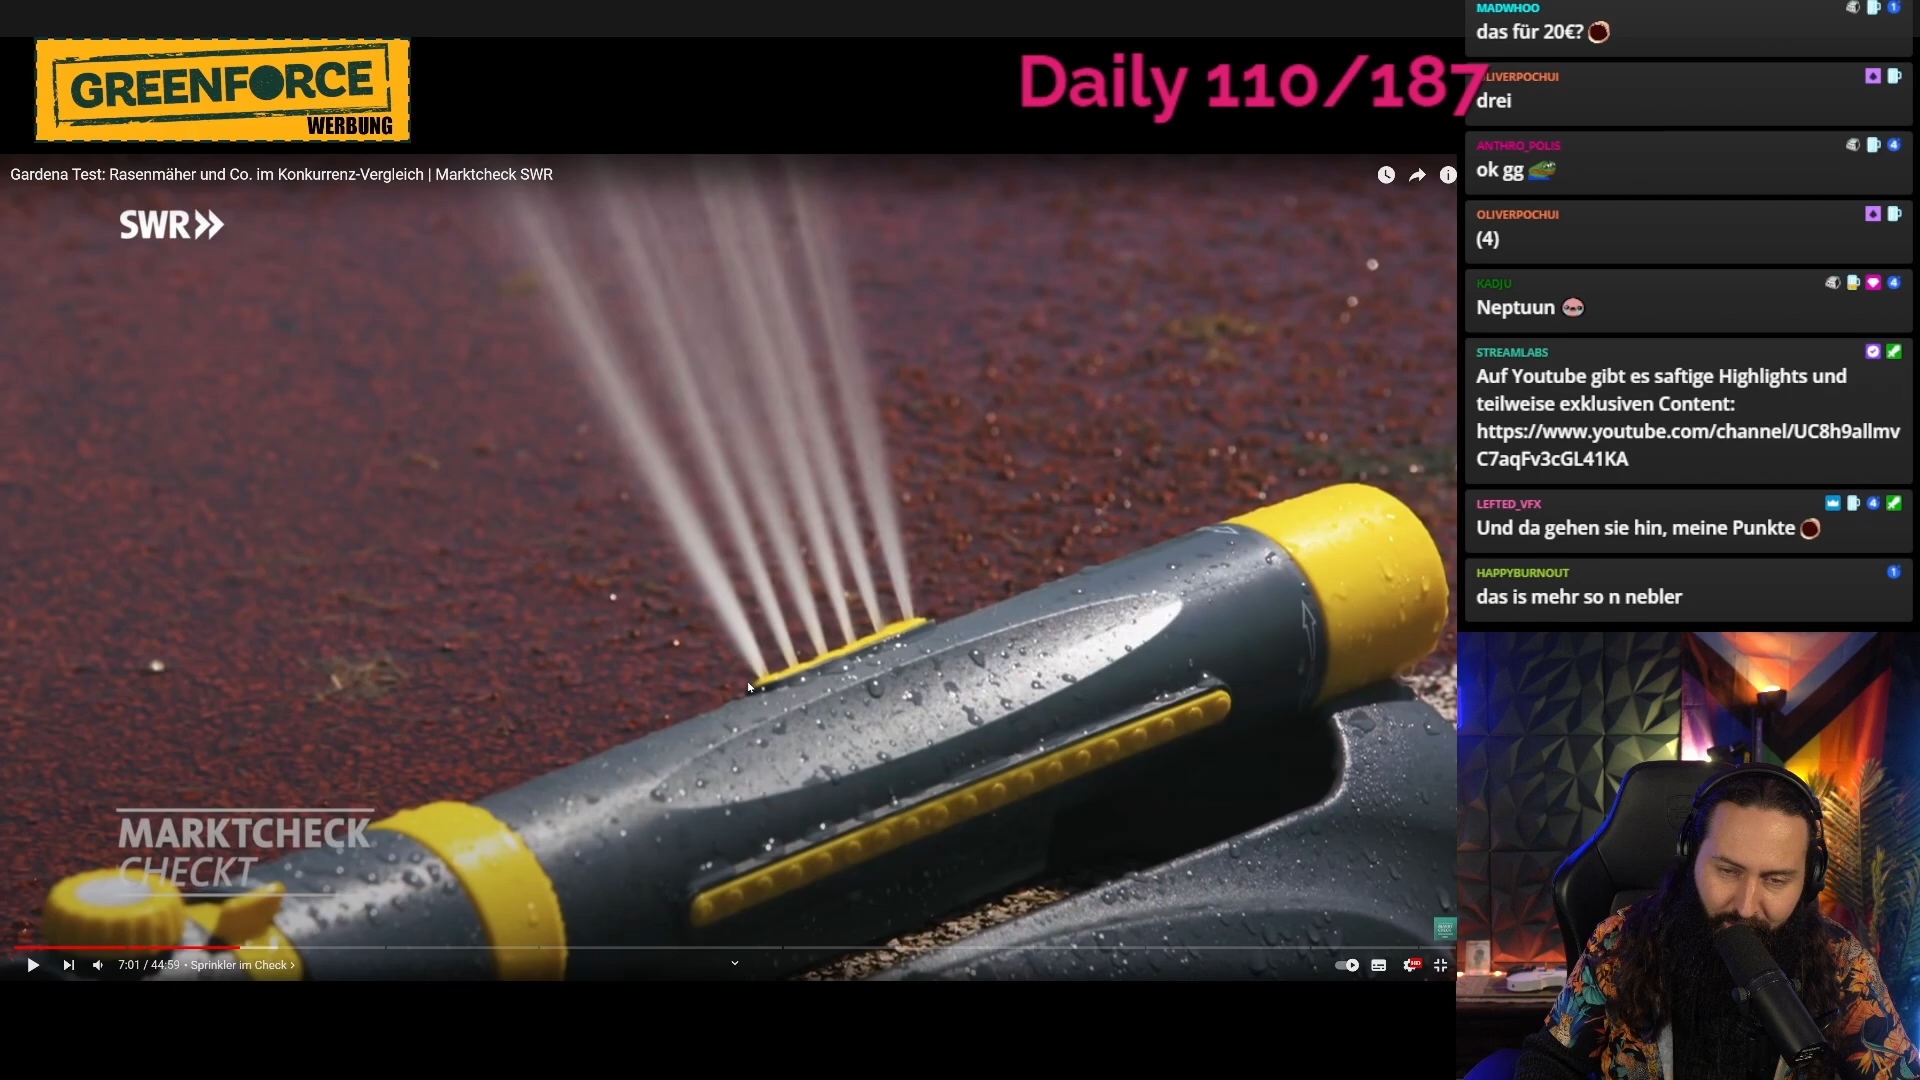 GREENFORCE
WERBUNG
Daily 110/187
Gardena Test: Rasenmäher und Co. im Konkurrenz-Vergleich | Marktcheck SWR
SWR
MARKTCHECK
CHECKT
7:01 / 44:59 • Sprinkler im Check
HD
MADWHOO
das für 20€?
OLIVERPOCHUI
drei
ANTHRO_POLIS
ok gg
OLIVERPOCHUI
(4)
KADJU
Neptuun
STREAMLABS
Auf Youtube gibt es saftige Highlights und
teilweise exklusiven Content:
https://www.youtube.com/channel/UC8h9allmv
C7aqFv3cGL41KA
LEFTED_VFX
Und da gehen sie hin, meine Punkte
HAPPYBURNOUT
das is mehr so n nebler